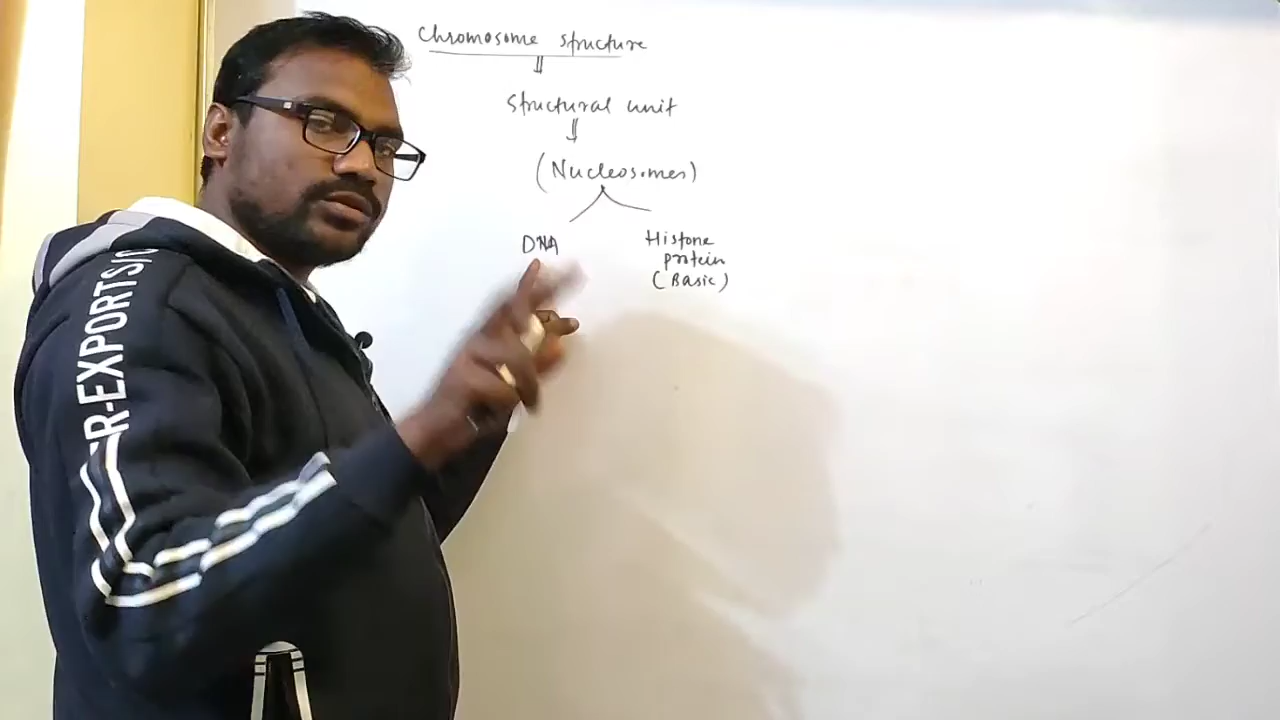 Chromosome structure
Structural unit
(Nucleosomes)
DNA
Histone
protein
(Basic)
R-EXPORTS/